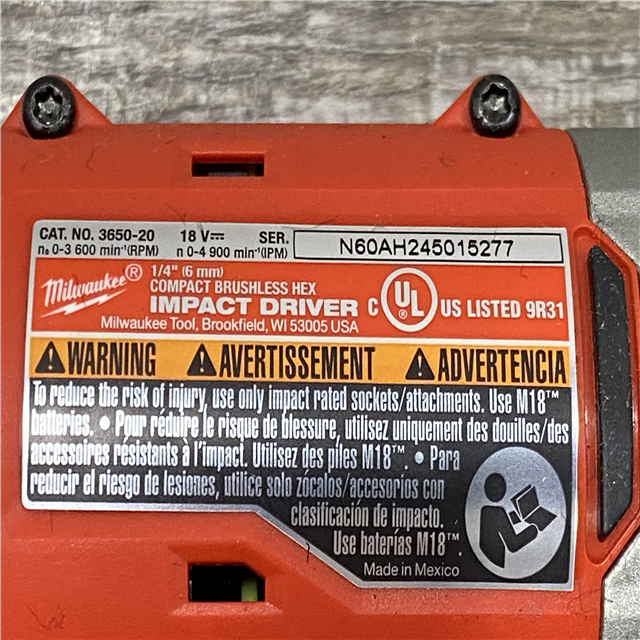 CAT. NO. 3650-20 18 V⎓ SER. N60AH245015277
n₀ 0-3 600 min⁻¹(RPM) n 0-4 900 min⁻¹(IPM)
Milwaukee®
1/4" (6 mm)
COMPACT BRUSHLESS HEX
IMPACT DRIVER
Milwaukee Tool, Brookfield, WI 53005 USA
C UL® US LISTED 9R31
⚠WARNING ⚠AVERTISSEMENT ⚠ADVERTENCIA
To reduce the risk of injury, use only impact rated sockets/attachments. Use M18™
batteries. • Pour réduire le risque de blessure, utilisez uniquement des douilles/des
accessoires résistants à l'impact. Utilisez des piles M18™. • Para
reducir el riesgo de lesiones, utilice solo zócalos/accesorios con
clasificación de impacto.
Use baterías M18™.
Made in Mexico